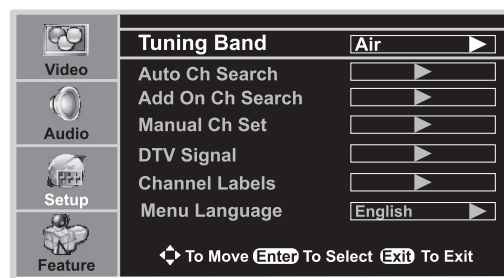 Video
Audio
Setup
Feature
Tuning Band Air
Auto Ch Search
Add On Ch Search
Manual Ch Set
DTV Signal
Channel Labels
Menu Language English
To Move Enter To Select Exit To Exit